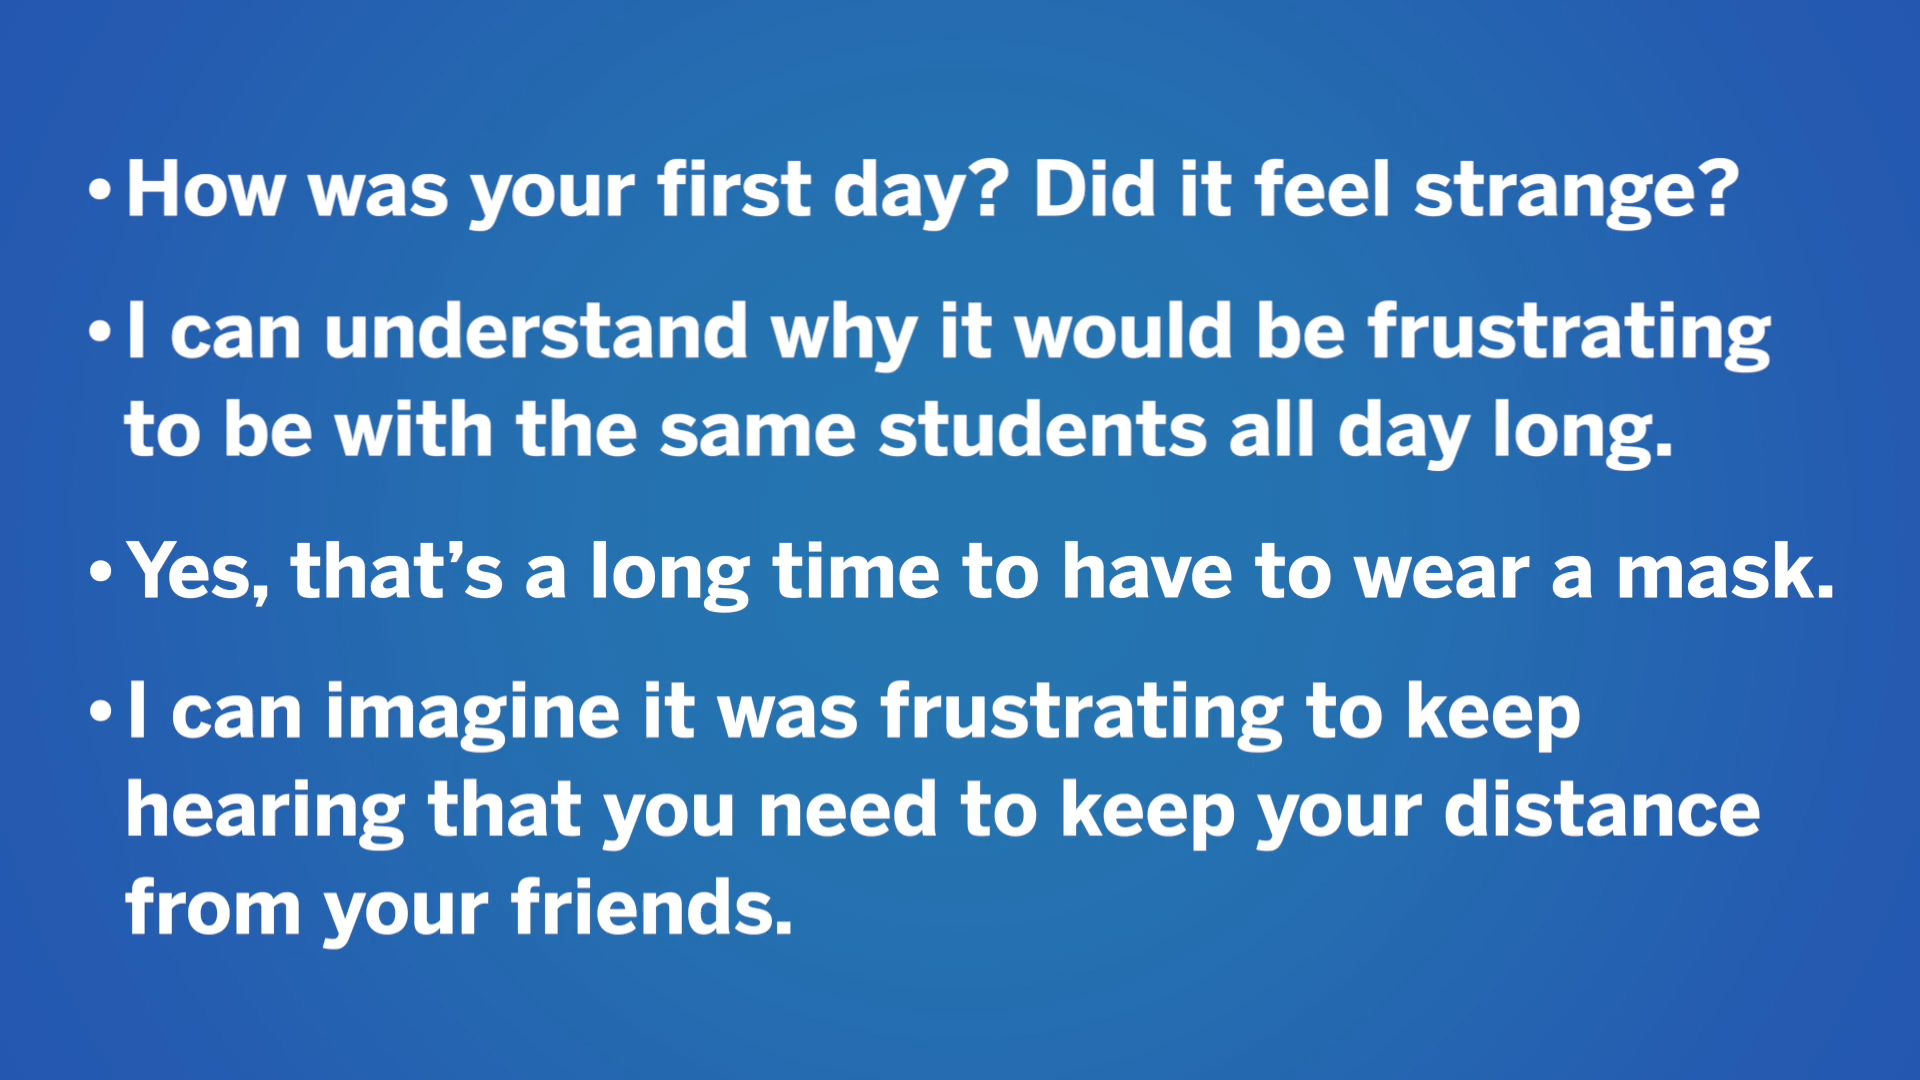 • How was your first day? Did it feel strange?
• I can understand why it would be frustrating
to be with the same students all day long.
• Yes, that’s a long time to have to wear a mask.
• I can imagine it was frustrating to keep
hearing that you need to keep your distance
from your friends.